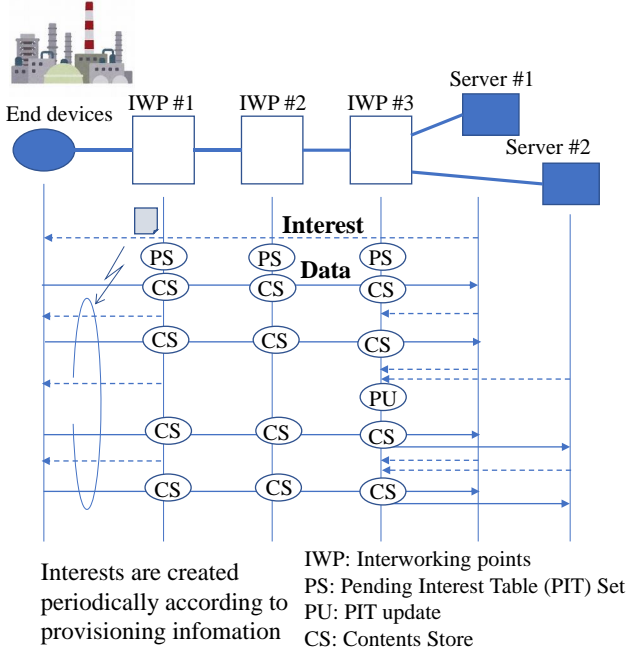 Server #1
IWP #1 IWP #2 IWP #3
End devices
Server #2
Interest
PS PS PS
Data
CS CS CS
CS CS CS
PU
CS CS CS
CS CS CS
Interests are created
periodically according to
provisioning infomation
IWP: Interworking points
PS: Pending Interest Table (PIT) Set
PU: PIT update
CS: Contents Store